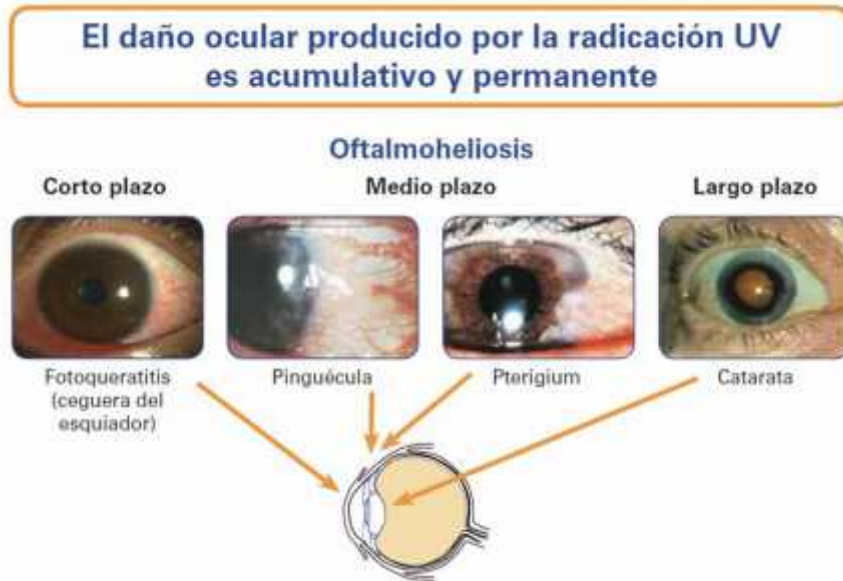 El daño ocular producido por la radicación UV
es acumulativo y permanente
Oftalmoheliosis
Corto plazo
Medio plazo
Largo plazo
Fotoqueratitis
(ceguera del
esquiador)
Pinguécula
Pterigium
Catarata